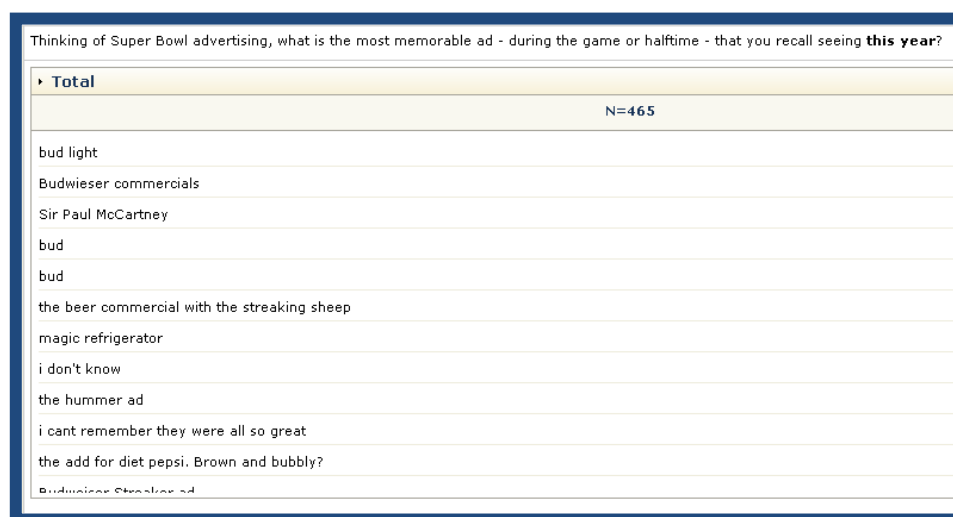 Thinking of Super Bowl advertising, what is the most memorable ad - during the game or halftime - that you recall seeing this year?
Total
N=465
bud light
Budwieser commercials
Sir Paul McCartney
bud
bud
the beer commercial with the streaking sheep
magic refrigerator
i don't know
the hummer ad
i cant remember they were all so great
the add for diet pepsi. Brown and bubbly?
Budweiser Streaker ad